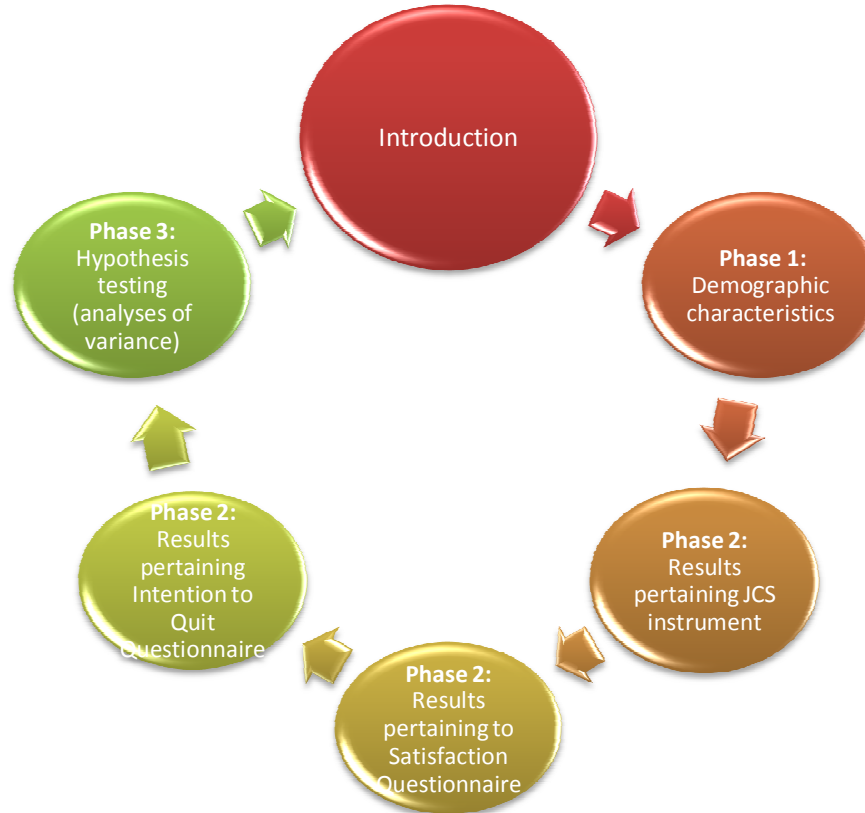 Introduction
Phase 1:
Demographic
characteristics
Phase 2:
Results
pertaining JCS
instrument
Phase 2:
Results
pertaining to
Satisfaction
Questionnaire
Phase 2:
Results
pertaining
Intention to
Quit
Questionnaire
Phase 3:
Hypothesis
testing
(analyses of
variance)